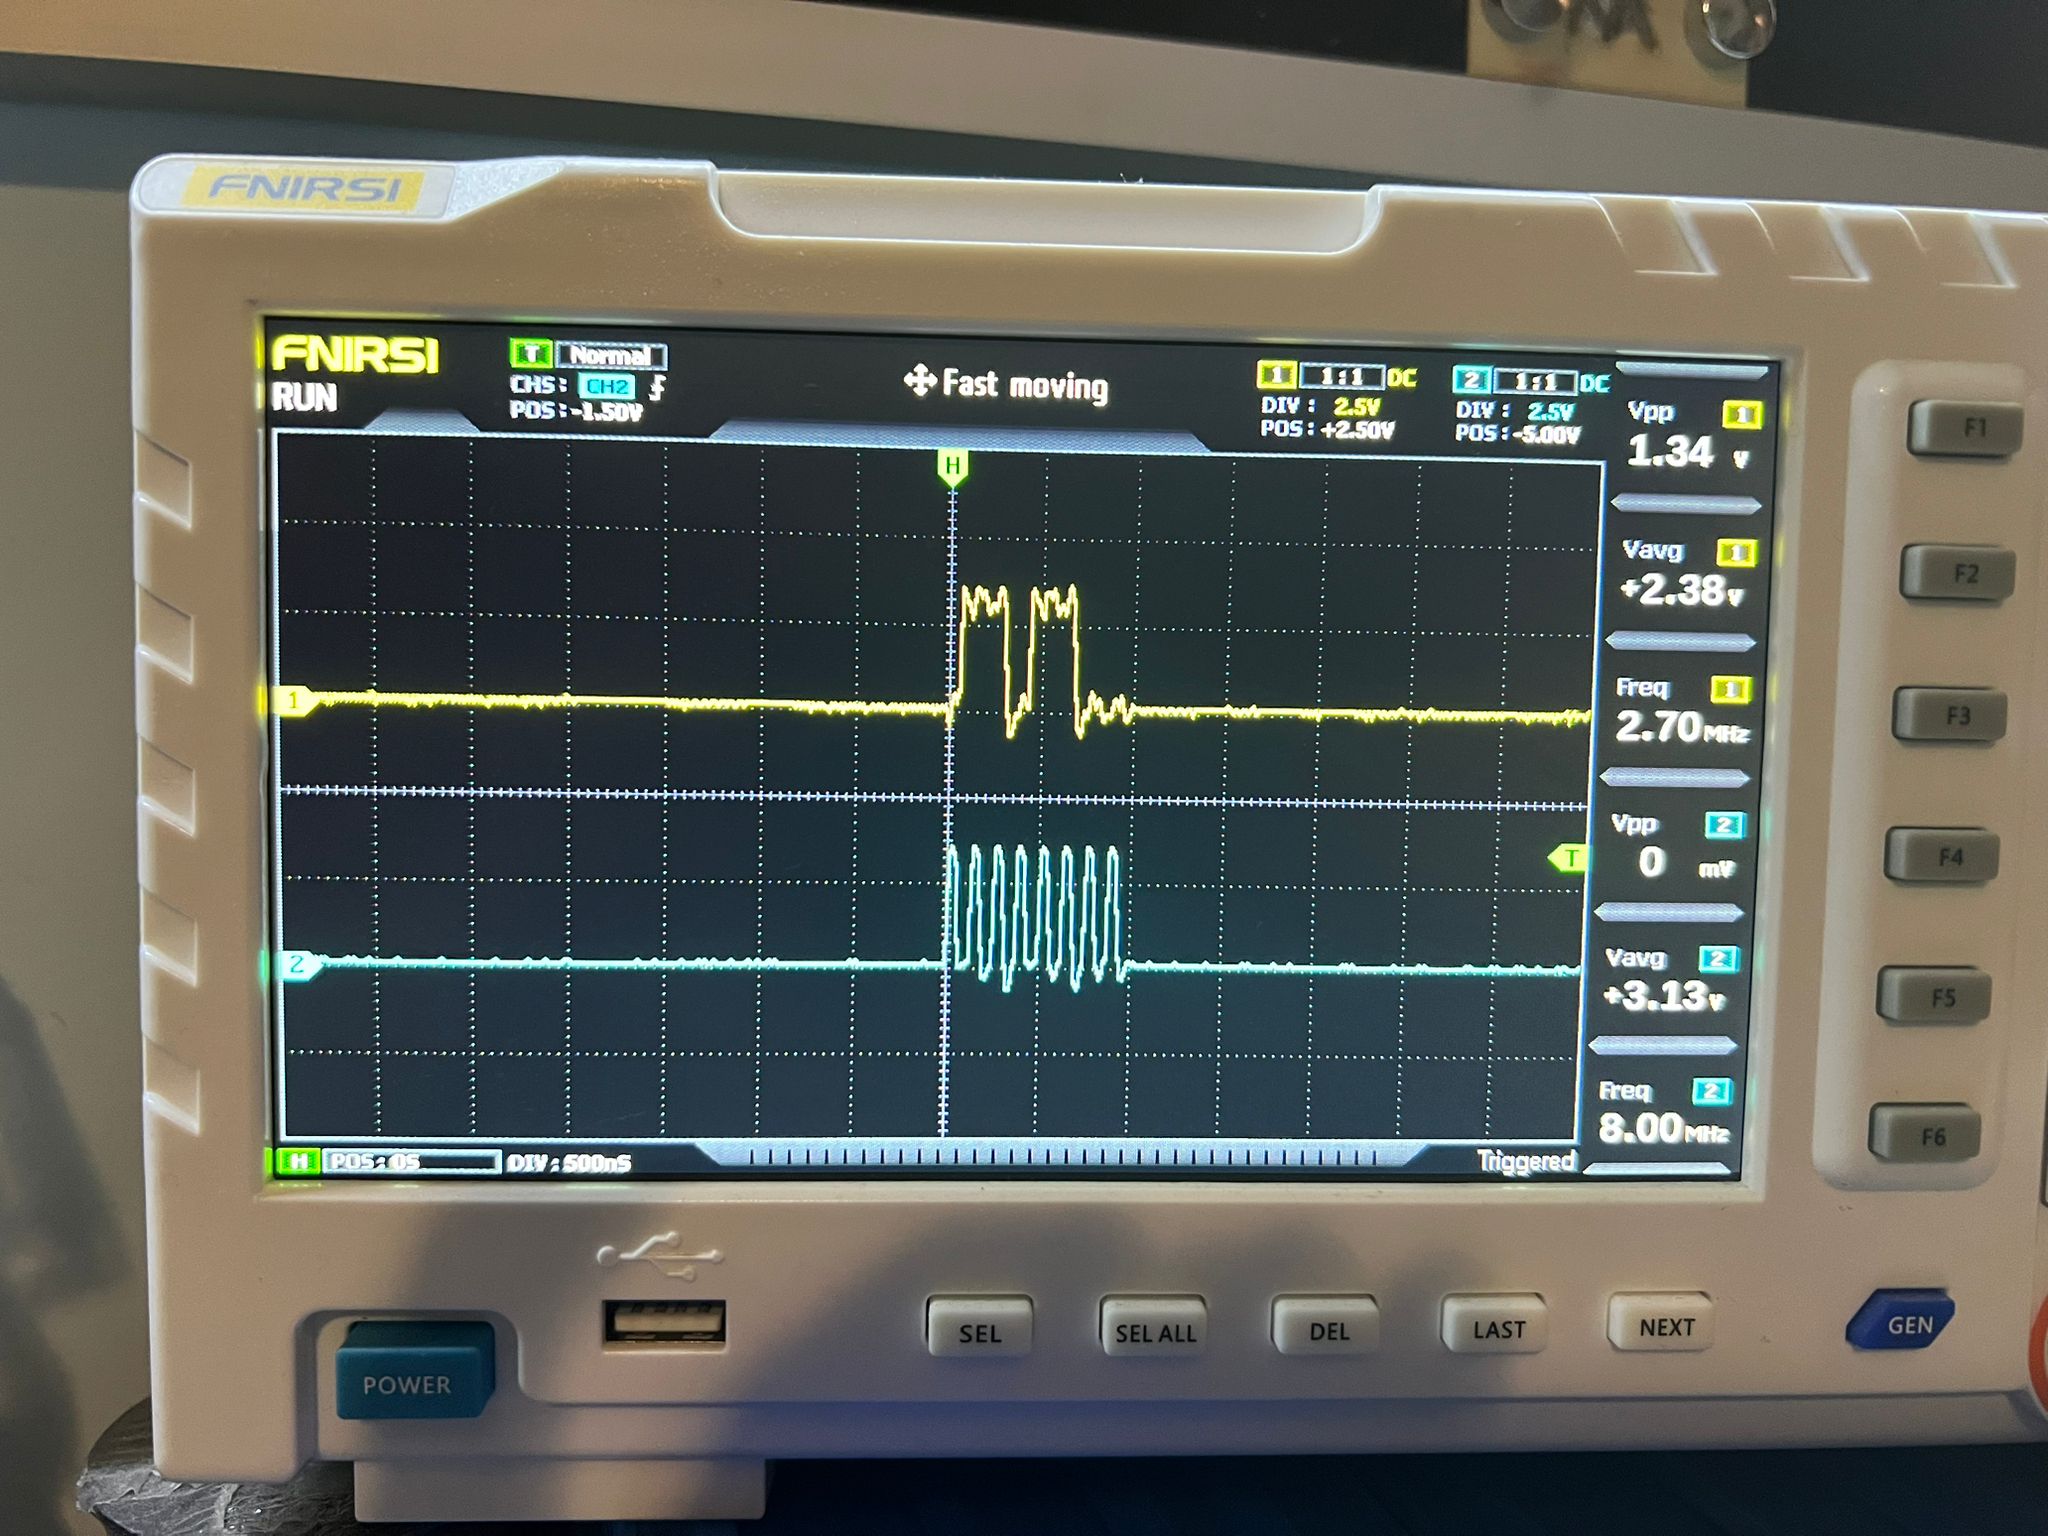 FNIRSI
FNIRSI
RUN
T Normal
CHS: CH2
POS:-1.50V
Fast moving
1 1:1 DC
DIV: 2.5V
POS:+2.50V
2 1:1 DC
DIV: 2.5V
POS:-5.00V
Vpp 1
1.34 v
Vavg 1
+2.38v
Freq 1
2.70MHz
Vpp 2
0 mV
Vavg 2
+3.13v
Freq 2
8.00MHz
H
1
T
2
H POS:0S DIV:500nS
Triggered
F1
F2
F3
F4
F5
F6
POWER
SEL
SEL ALL
DEL
LAST
NEXT
GEN